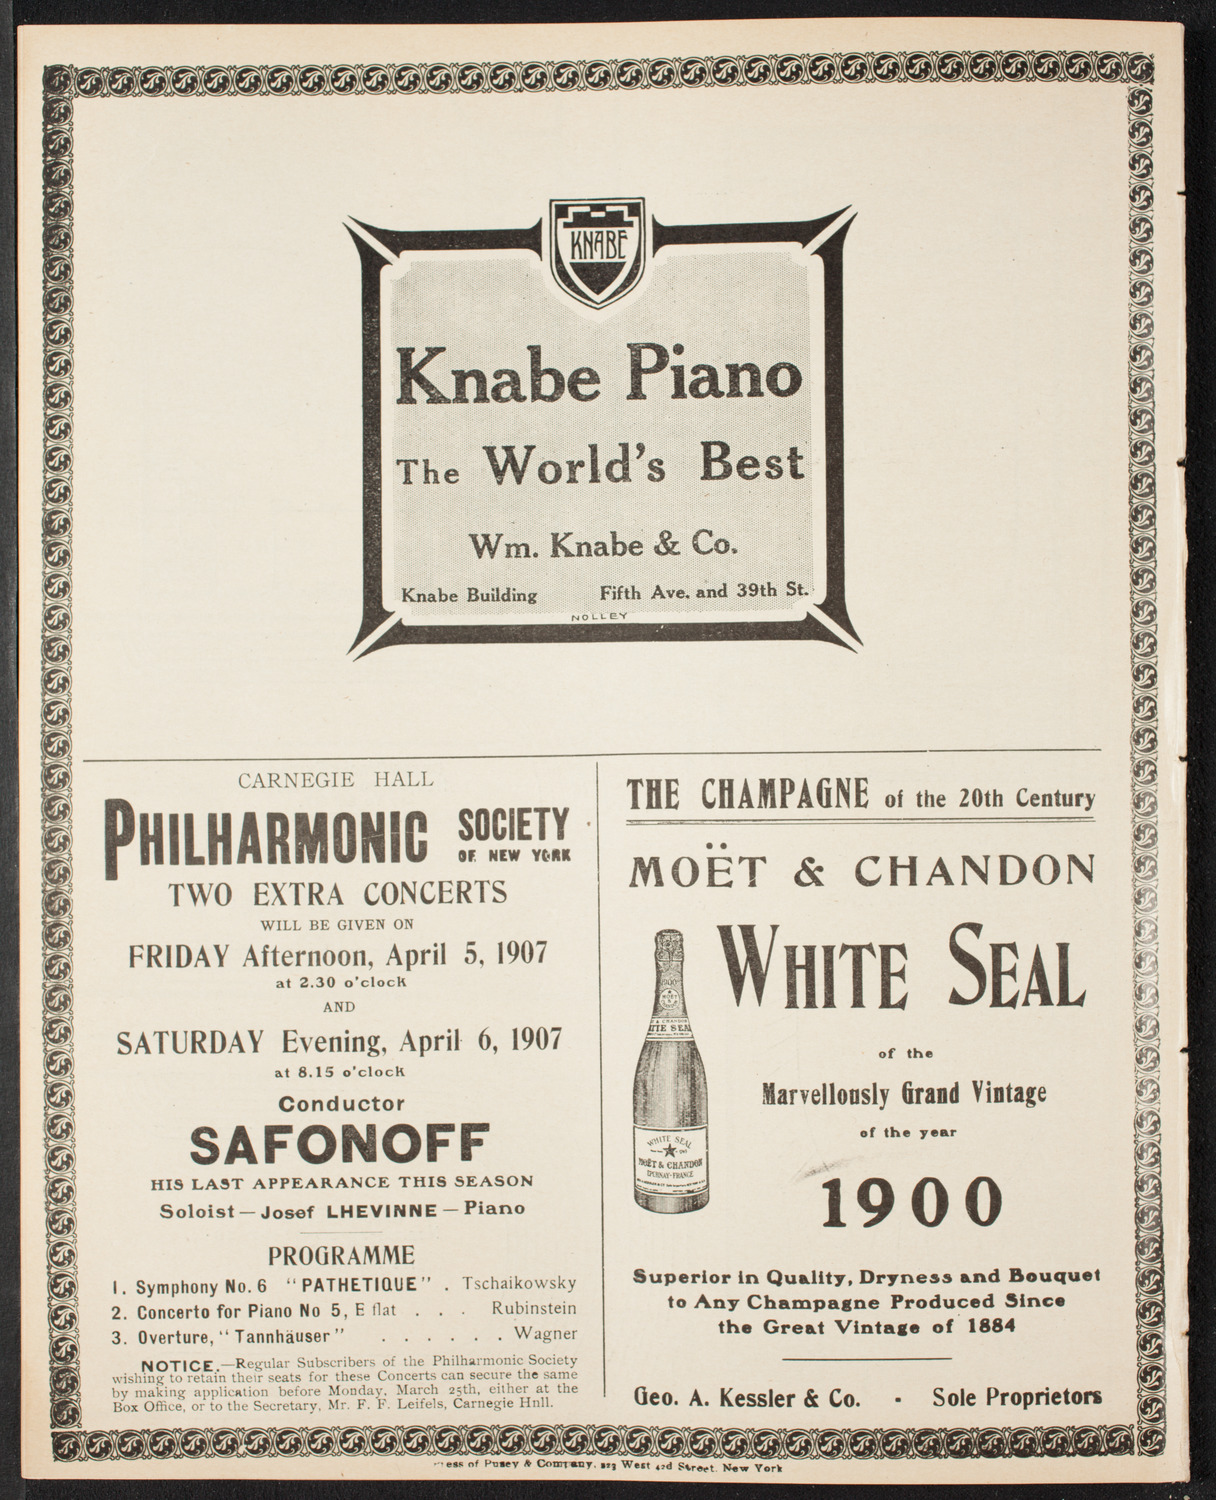 KNABE
Knabe Piano
The World's Best
Wm. Knabe & Co.
Knabe Building Fifth Ave. and 39th St.
NOLLEY
CARNEGIE HALL
PHILHARMONIC SOCIETY
OF NEW YORK
TWO EXTRA CONCERTS
WILL BE GIVEN ON
FRIDAY Afternoon, April 5, 1907
at 2.30 o'clock
AND
SATURDAY Evening, April 6, 1907
at 8.15 o'clock
Conductor
SAFONOFF
HIS LAST APPEARANCE THIS SEASON
Soloist — Josef LHEVINNE — Piano
PROGRAMME
1. Symphony No. 6 "PATHETIQUE" . Tschaikowsky
2. Concerto for Piano No 5, E flat . . . Rubinstein
3. Overture, "Tannhäuser" . . . . . . Wagner
NOTICE.—Regular Subscribers of the Philharmonic Society
wishing to retain their seats for these Concerts can secure the same
by making application before Monday, March 25th, either at the
Box Office, or to the Secretary, Mr. F. F. Leifels, Carnegie Hnll.
THE CHAMPAGNE of the 20th Century
MOËT & CHANDON
WHITE SEAL
of the
Marvellously Grand Vintage
of the year
1900
WHITE SEAL
MOËT & CHANDON
EPERNAY-FRANCE
Superior in Quality, Dryness and Bouquet
to Any Champagne Produced Since
the Great Vintage of 1884
Geo. A. Kessler & Co. - Sole Proprietors
ess of Pusey & Company, 123 West 42d Street, New York